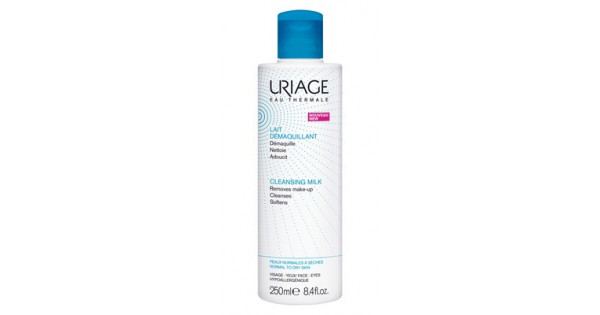 URIAGE
EAU THERMALE
NOUVEAU
NEW
LAIT
DÉMAQUILLANT
Démaquille
Nettoie
Adoucit
CLEANSING MILK
Removes make-up
Cleanses
Softens
PEAUX NORMALES À SÈCHES
NORMAL TO DRY SKIN
VISAGE - YEUX/ FACE - EYES
HYPOALLERGÉNIQUE
250ml℮ 8.4fl.oz.